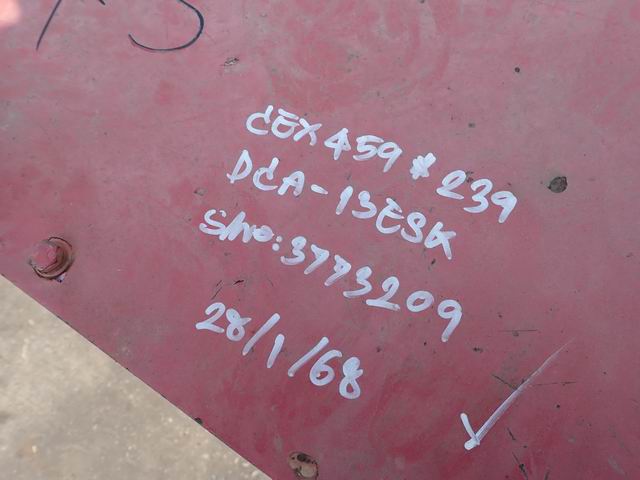 CEX459 # 239
DCA-13ESK
S/No: 3773209
28/1/68